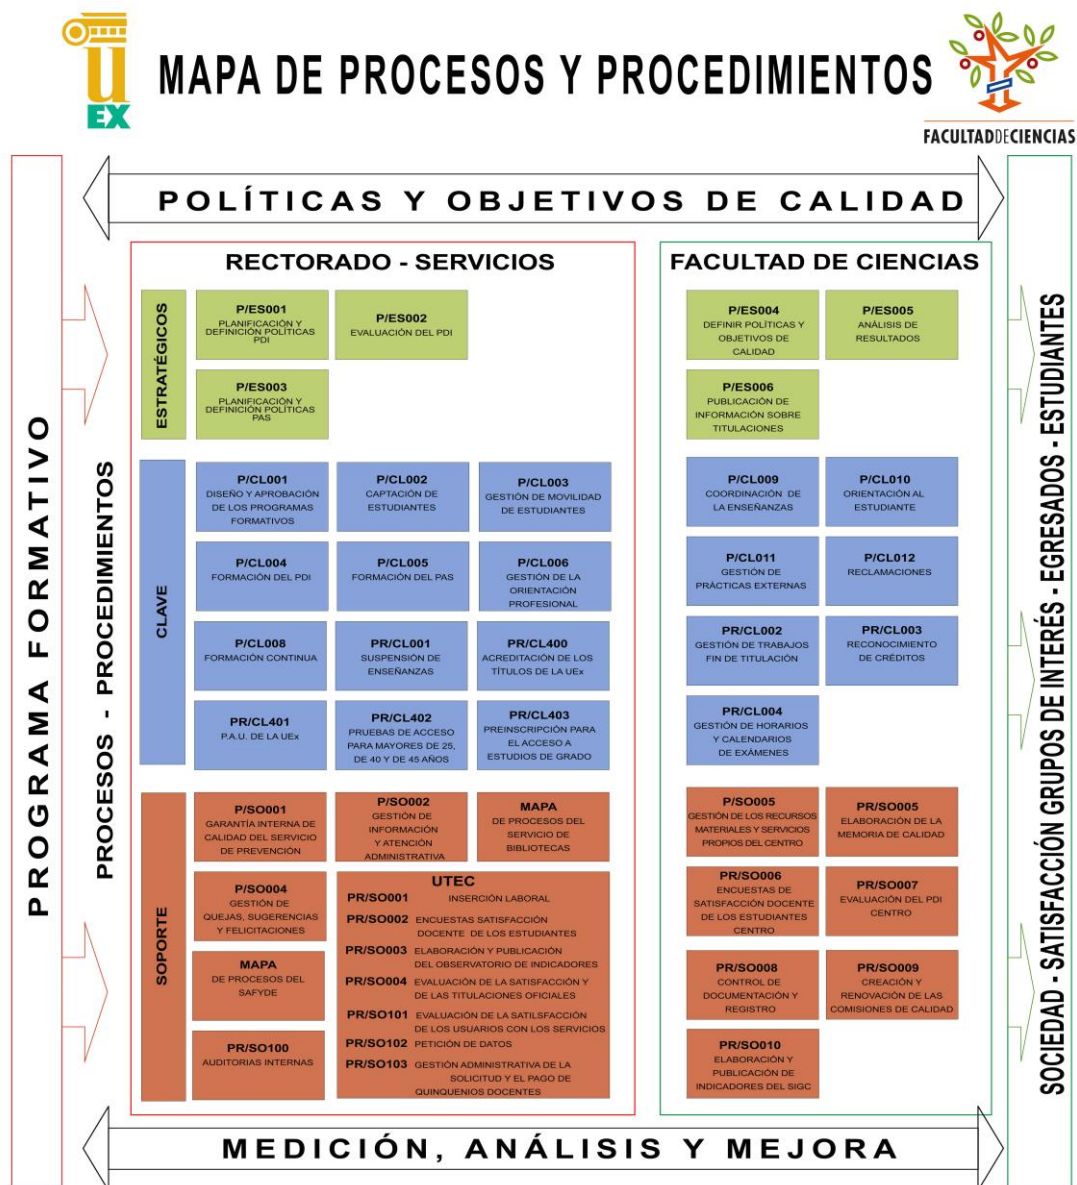 UEX
MAPA DE PROCESOS Y PROCEDIMIENTOS
FACULTADDECIENCIAS
POLÍTICAS Y OBJETIVOS DE CALIDAD
PROGRAMA FORMATIVO
PROCESOS - PROCEDIMIENTOS
RECTORADO - SERVICIOS
ESTRATÉGICOS
P/ES001
PLANIFICACIÓN Y
DEFINICIÓN POLÍTICAS
PDI
P/ES002
EVALUACIÓN DEL PDI
P/ES003
PLANIFICACIÓN Y
DEFINICIÓN POLÍTICAS
PAS
CLAVE
P/CL001
DISEÑO Y APROBACIÓN
DE LOS PROGRAMAS
FORMATIVOS
P/CL002
CAPTACIÓN DE
ESTUDIANTES
P/CL003
GESTIÓN DE MOVILIDAD
DE ESTUDIANTES
P/CL004
FORMACIÓN DEL PDI
P/CL005
FORMACIÓN DEL PAS
P/CL006
GESTIÓN DE LA
ORIENTACIÓN
PROFESIONAL
P/CL008
FORMACIÓN CONTINUA
PR/CL001
SUSPENSIÓN DE
ENSEÑANZAS
PR/CL400
ACREDITACIÓN DE LOS
TÍTULOS DE LA UEx
PR/CL401
P.A.U. DE LA UEx
PR/CL402
PRUEBAS DE ACCESO
PARA MAYORES DE 25,
DE 40 Y DE 45 AÑOS
PR/CL403
PREINSCRIPCIÓN PARA
EL ACCESO A
ESTUDIOS DE GRADO
SOPORTE
P/SO001
GARANTÍA INTERNA DE
CALIDAD DEL SERVICIO
DE PREVENCIÓN
P/SO002
GESTIÓN DE
INFORMACIÓN
Y ATENCIÓN
ADMINISTRATIVA
MAPA
DE PROCESOS DEL
SERVICIO DE
BIBLIOTECAS
P/SO004
GESTIÓN DE
QUEJAS, SUGERENCIAS
Y FELICITACIONES
MAPA
DE PROCESOS DEL
SAFYDE
PR/SO100
AUDITORIAS INTERNAS
UTEC
PR/SO001 INSERCIÓN LABORAL
PR/SO002 ENCUESTAS SATISFACCIÓN
DOCENTE DE LOS ESTUDIANTES
PR/SO003 ELABORACIÓN Y PUBLICACIÓN
DEL OBSERVATORIO DE INDICADORES
PR/SO004 EVALUACIÓN DE LA SATISFACCIÓN Y
DE LAS TITULACIONES OFICIALES
PR/SO101 EVALUACIÓN DE LA SATILSFACCIÓN
DE LOS USUARIOS CON LOS SERVICIOS
PR/SO102 PETICIÓN DE DATOS
PR/SO103 GESTIÓN ADMINISTRATIVA DE LA
SOLICITUD Y EL PAGO DE
QUINQUENIOS DOCENTES
FACULTAD DE CIENCIAS
P/ES004
DEFINIR POLÍTICAS Y
OBJETIVOS DE
CALIDAD
P/ES005
ANÁLISIS DE
RESULTADOS
P/ES006
PUBLICACIÓN DE
INFORMACIÓN SOBRE
TITULACIONES
P/CL009
COORDINACIÓN DE
LA ENSEÑANZAS
P/CL010
ORIENTACIÓN AL
ESTUDIANTE
P/CL011
GESTIÓN DE
PRÁCTICAS EXTERNAS
P/CL012
RECLAMACIONES
PR/CL002
GESTIÓN DE TRABAJOS
FIN DE TITULACIÓN
PR/CL003
RECONOCIMIENTO
DE CRÉDITOS
PR/CL004
GESTIÓN DE HORARIOS
Y CALENDARIOS
DE EXÁMENES
P/SO005
GESTIÓN DE LOS RECURSOS
MATERIALES Y SERVICIOS
PROPIOS DEL CENTRO
PR/SO005
ELABORACIÓN DE LA
MEMORIA DE CALIDAD
PR/SO006
ENCUESTAS DE
SATISFACCIÓN DOCENTE
DE LOS ESTUDIANTES
CENTRO
PR/SO007
EVALUACIÓN DEL PDI
CENTRO
PR/SO008
CONTROL DE
DOCUMENTACIÓN Y
REGISTRO
PR/SO009
CREACIÓN Y
RENOVACIÓN DE LAS
COMISIONES DE CALIDAD
PR/SO010
ELABORACIÓN Y
PUBLICACIÓN DE
INDICADORES DEL SIGC
SOCIEDAD - SATISFACCIÓN GRUPOS DE INTERÉS - EGRESADOS - ESTUDIANTES
MEDICIÓN, ANÁLISIS Y MEJORA